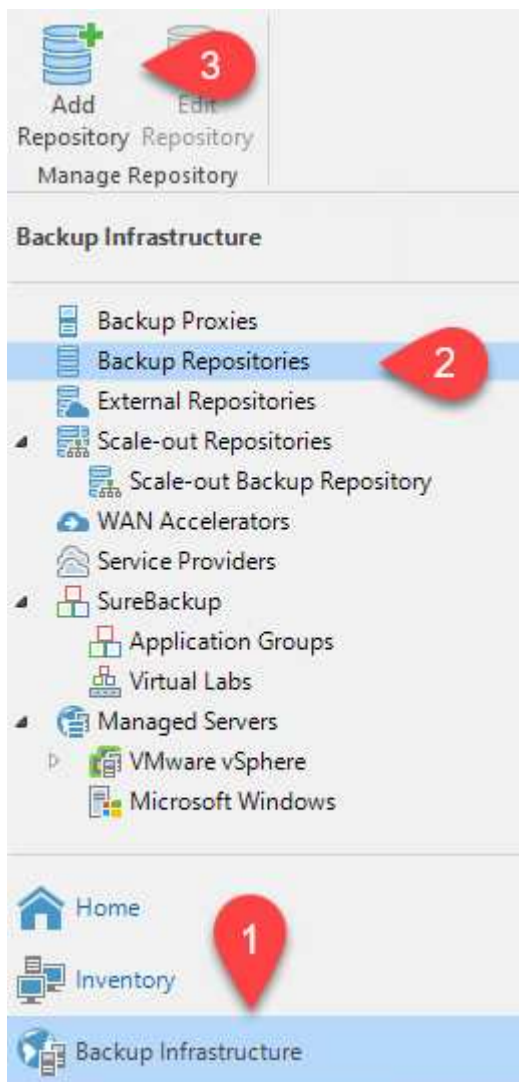 3
Add Edit
Repository Repository
Manage Repository
Backup Infrastructure
Backup Proxies
Backup Repositories
2
External Repositories
Scale-out Repositories
Scale-out Backup Repository
WAN Accelerators
Service Providers
SureBackup
Application Groups
Virtual Labs
Managed Servers
VMware vSphere
Microsoft Windows
Home
1
Inventory
Backup Infrastructure